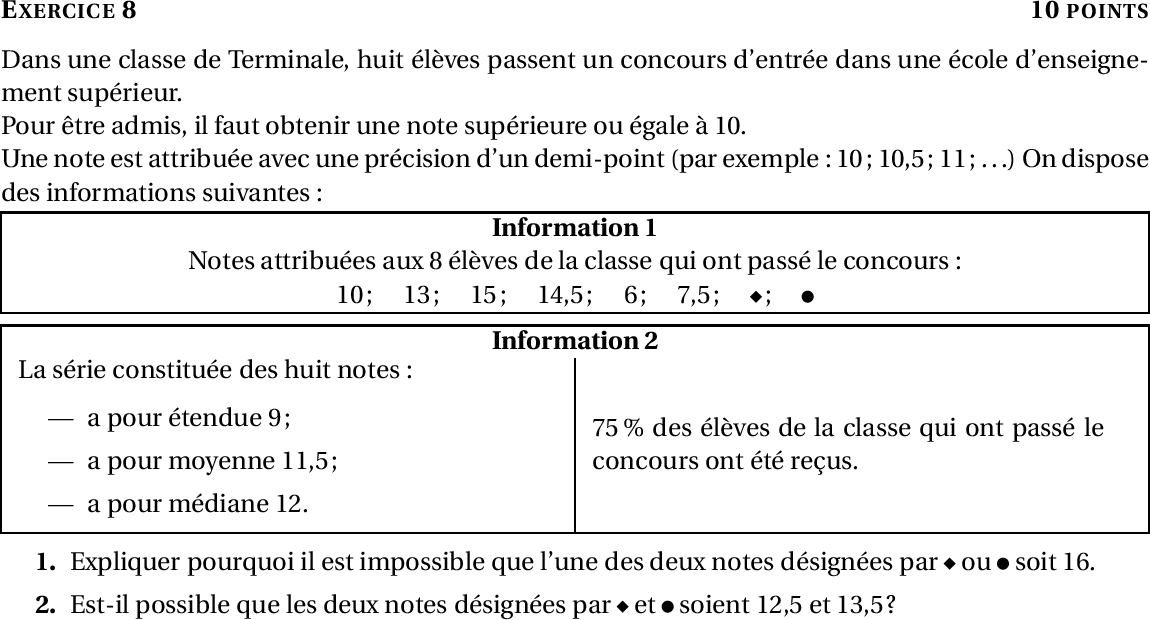 EXERCICE 8 10 POINTS
Dans une classe de Terminale, huit élèves passent un concours d’entrée dans une école d’enseigne-
ment supérieur.
Pour être admis, il faut obtenir une note supérieure ou égale à 10.
Une note est attribuée avec une précision d’un demi-point (par exemple : 10 ; 10,5 ; 11 ; ...) On dispose
des informations suivantes :
Information 1
Notes attribuées aux 8 élèves de la classe qui ont passé le concours :
10 ; 13 ; 15 ; 14,5 ; 6 ; 7,5 ; ◆ ; ●
Information 2
La série constituée des huit notes :
— a pour étendue 9 ;
— a pour moyenne 11,5 ;
— a pour médiane 12.
75 % des élèves de la classe qui ont passé le
concours ont été reçus.
1. Expliquer pourquoi il est impossible que l’une des deux notes désignées par ◆ ou ● soit 16.
2. Est-il possible que les deux notes désignées par ◆ et ● soient 12,5 et 13,5 ?